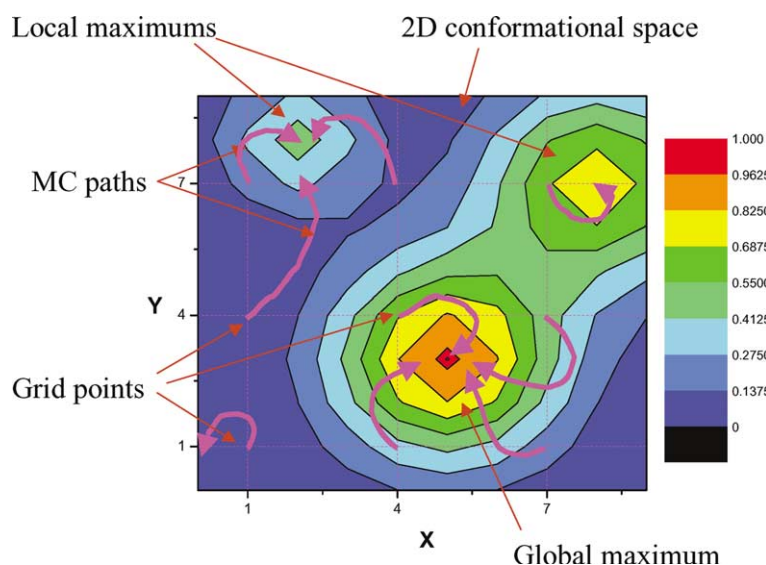 Local maximums
2D conformational space
MC paths
Grid points
Global maximum
Y
7
4
1
1
4
7
X
1.000
0.9625
0.8250
0.6875
0.5500
0.4125
0.2750
0.1375
0